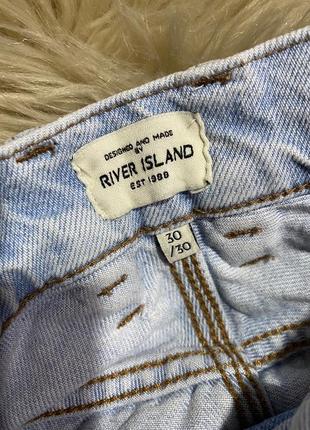 DESIGNED AND MADE
BY
RIVER ISLAND
EST 1988
30
/30